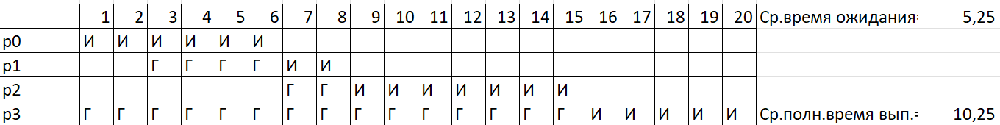 1 2 3 4 5 6 7 8 9 10 11 12 13 14 15 16 17 18 19 20 Ср.время ожидания= 5,25
p0 И И И И И И
p1 Г Г Г Г И И
p2 Г Г И И И И И И И
p3 Г Г Г Г Г Г Г Г Г Г Г Г Г Г Г И И И И И Ср.полн.время вып.= 10,25